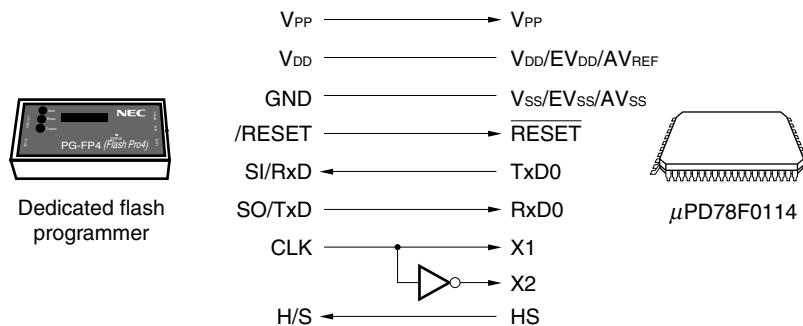 VPP VPP
VDD VDD/EVDD/AVREF
GND VSS/EVSS/AVSS
/RESET RESET
SI/RxD TxD0
SO/TxD RxD0
CLK X1
X2
H/S HS
NEC
PG-FP4 (Flash Pro4)
Dedicated flash
programmer
μPD78F0114